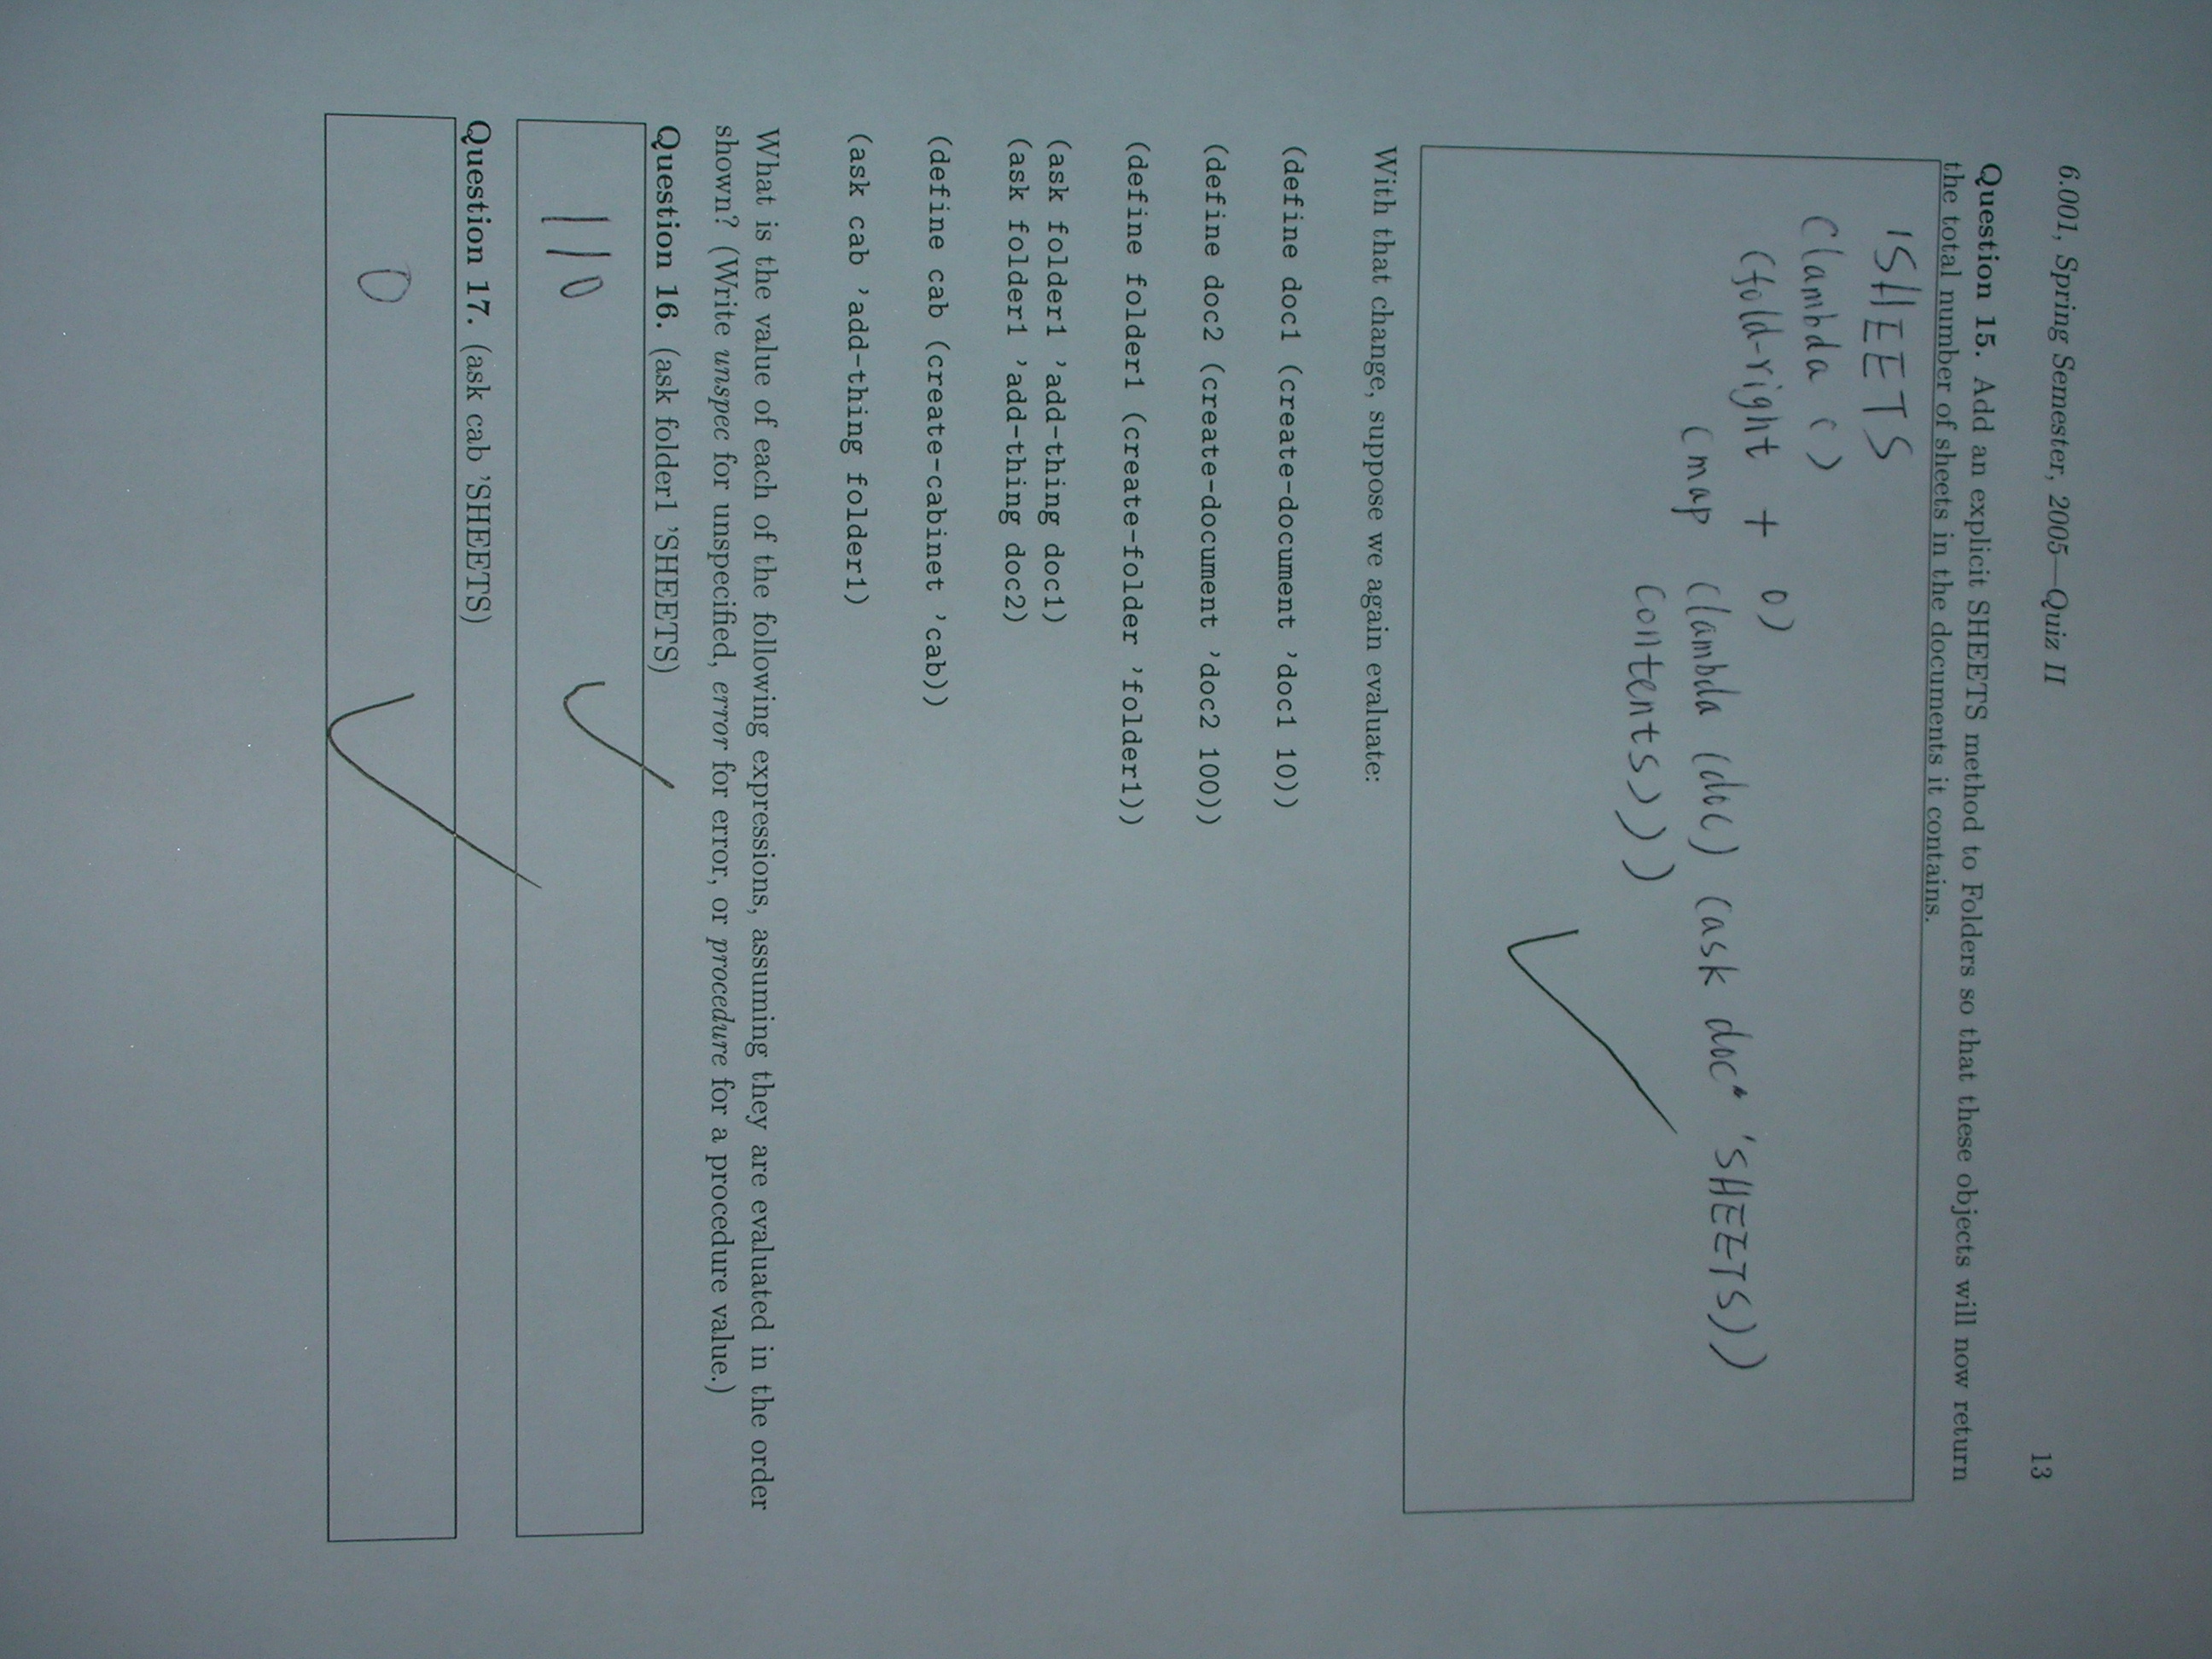 6.001, Spring Semester, 2005—Quiz II 13
Question 15. Add an explicit SHEETS method to Folders so that these objects will now return
the total number of sheets in the documents it contains.
'SHEETS
(lambda ()
(fold-right + 0)
(map (lambda (doc) (ask doc 'SHEETS))
contents)))
With that change, suppose we again evaluate:
(define doc1 (create-document 'doc1 10))
(define doc2 (create-document 'doc2 100))
(define folder1 (create-folder 'folder1))
(ask folder1 'add-thing doc1)
(ask folder1 'add-thing doc2)
(define cab (create-cabinet 'cab))
(ask cab 'add-thing folder1)
What is the value of each of the following expressions, assuming they are evaluated in the order
shown? (Write unspec for unspecified, error for error, or procedure for a procedure value.)
Question 16. (ask folder1 'SHEETS)
110
Question 17. (ask cab 'SHEETS)
0